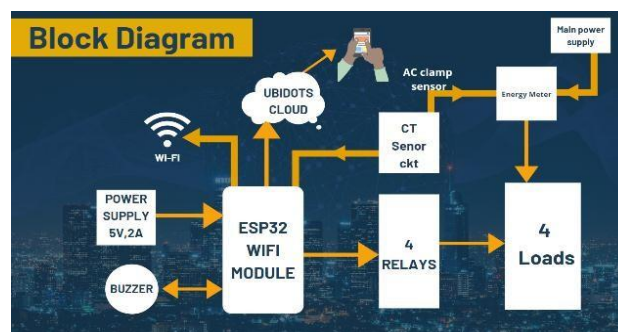 Block Diagram
Main power
supply
AC clamp
sensor
Energy Meter
UBIDOTS
CLOUD
WI-FI
CT
Senor
ckt
POWER
SUPPLY
5V,2A
ESP32
WIFI
MODULE
4
RELAYS
4
Loads
BUZZER